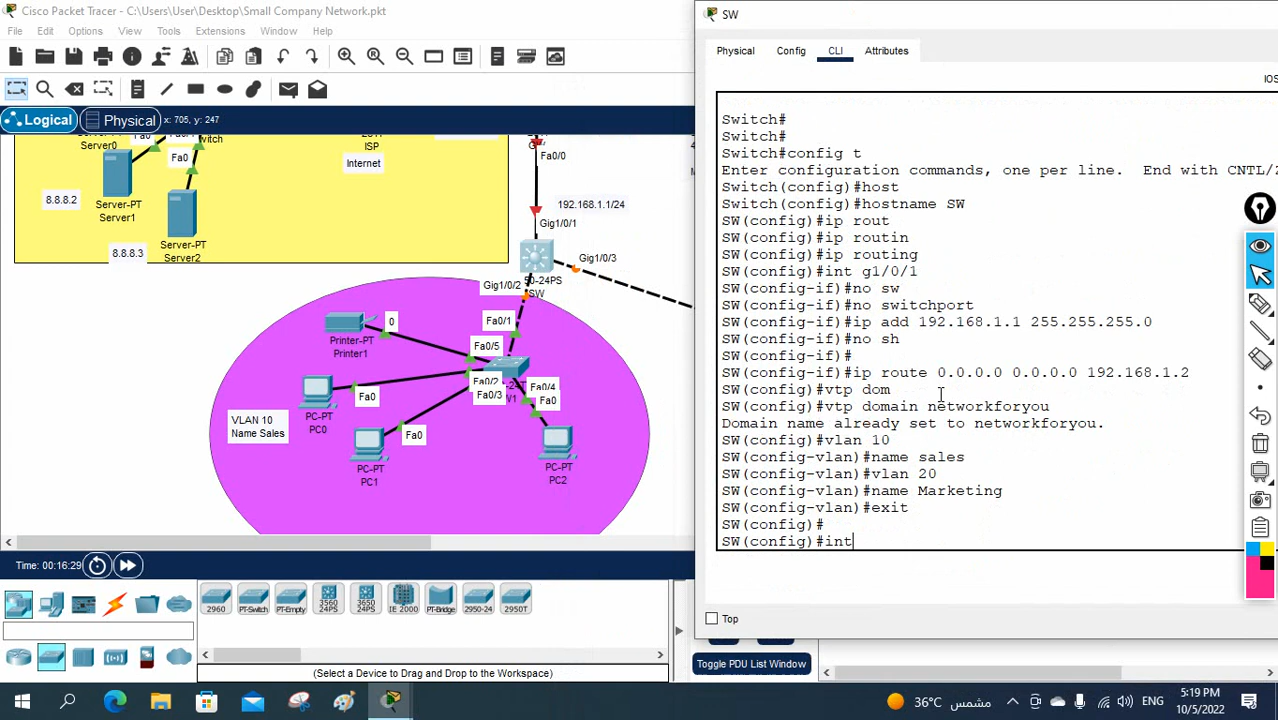 Cisco Packet Tracer - C:\Users\User\Desktop\Small Company Network.pkt
File Edit Options View Tools Extensions Window Help
Logical Physical x: 705, y: 247
Server0
Fa0
Server-PT
Server1
Server-PT
Server2
8.8.8.2
8.8.8.3
ISP
Internet
Fa0/0
192.168.1.1/24
Gig1/0/1
Gig1/0/3
Gig1/0/2
SW
Fa0/1
0
Printer-PT
Printer1
Fa0/5
Fa0/2
Fa0/3
Fa0/4
Fa0
Fa0
Fa0
PC-PT
PC0
PC-PT
PC1
PC-PT
PC2
VLAN 10
Name Sales
Time: 00:16:29
2960 PT-Switch PT-Empty 3560 24PS 3650 24PS IE 2000 PT-Bridge 2950-24 2950T
(Select a Device to Drag and Drop to the Workspace)
SW
Physical Config CLI Attributes
IOS
Switch#
Switch#
Switch#config t
Enter configuration commands, one per line. End with CNTL/
Switch(config)#host
Switch(config)#hostname SW
SW(config)#ip rout
SW(config)#ip routin
SW(config)#ip routing
SW(config)#int g1/0/1
SW(config-if)#no sw
SW(config-if)#no switchport
SW(config-if)#ip add 192.168.1.1 255.255.255.0
SW(config-if)#no sh
SW(config-if)#
SW(config-if)#ip route 0.0.0.0 0.0.0.0 192.168.1.2
SW(config)#vtp dom
SW(config)#vtp domain networkforyou
Domain name already set to networkforyou.
SW(config)#vlan 10
SW(config-vlan)#name sales
SW(config-vlan)#vlan 20
SW(config-vlan)#name Marketing
SW(config-vlan)#exit
SW(config)#
SW(config)#int
Top
Toggle PDU List Window
36°C مشمس
ENG
5:19 PM
10/5/2022